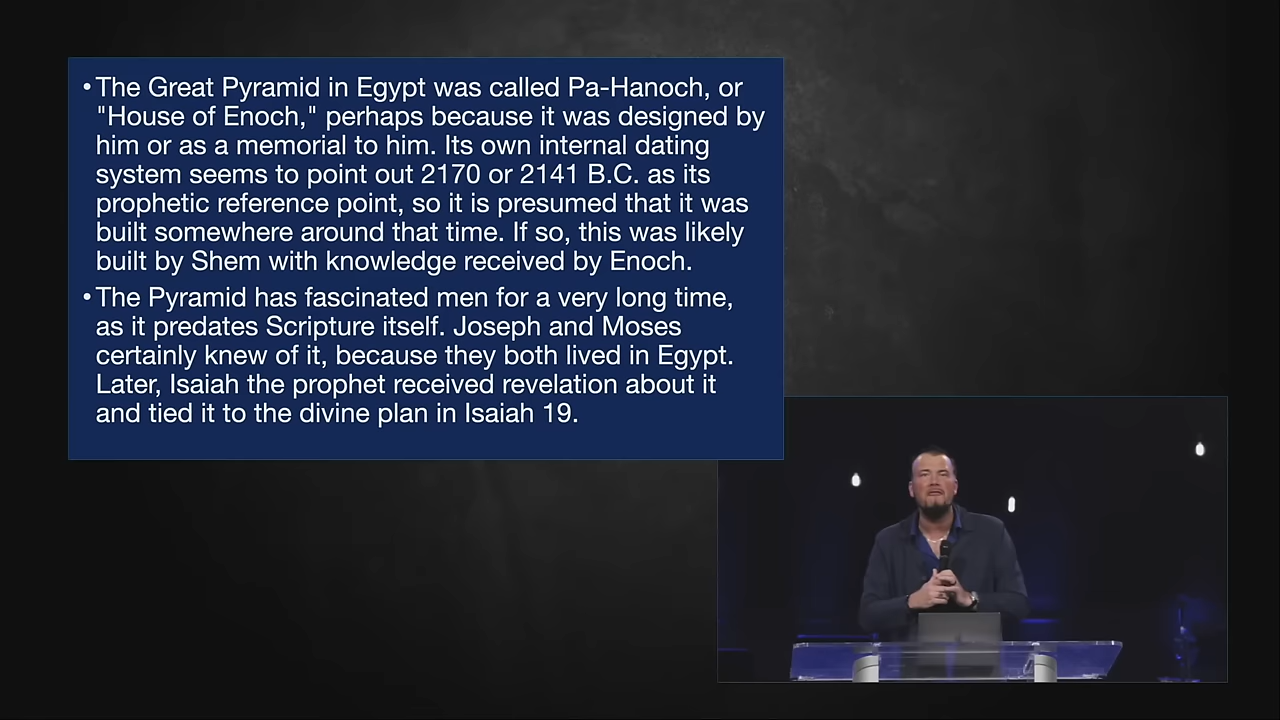 •The Great Pyramid in Egypt was called Pa-Hanoch, or
"House of Enoch," perhaps because it was designed by
him or as a memorial to him. Its own internal dating
system seems to point out 2170 or 2141 B.C. as its
prophetic reference point, so it is presumed that it was
built somewhere around that time. If so, this was likely
built by Shem with knowledge received by Enoch.
•The Pyramid has fascinated men for a very long time,
as it predates Scripture itself. Joseph and Moses
certainly knew of it, because they both lived in Egypt.
Later, Isaiah the prophet received revelation about it
and tied it to the divine plan in Isaiah 19.